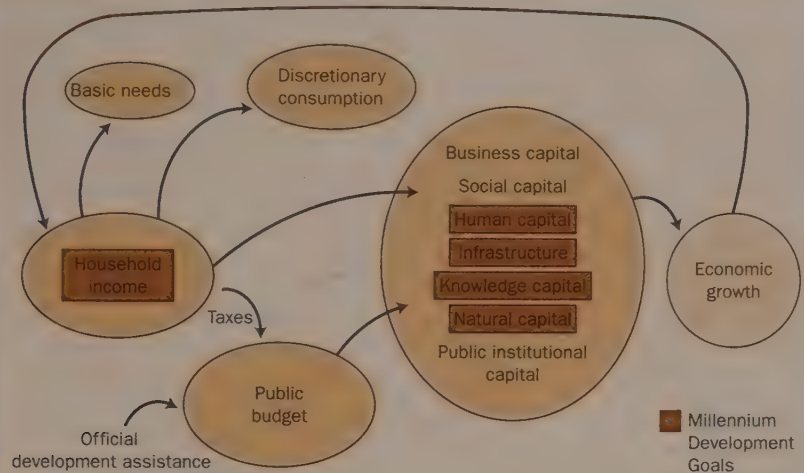 Basic needs
Discretionary
consumption
Business capital
Social capital
Human capital
Infrastructure
Knowledge capital
Natural capital
Public institutional
capital
Household
income
Economic
growth
Taxes
Public
budget
Official
development assistance
Millennium
Development
Goals